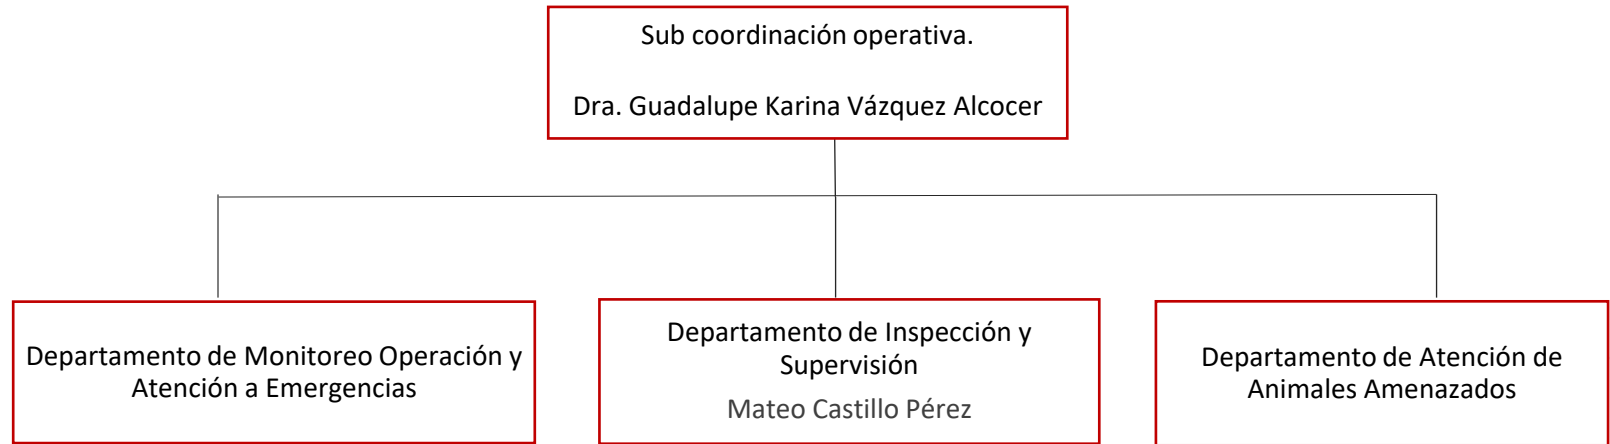 Sub coordinación operativa.
Dra. Guadalupe Karina Vázquez Alcocer
Departamento de Monitoreo Operación y
Atención a Emergencias
Departamento de Inspección y
Supervisión
Mateo Castillo Pérez
Departamento de Atención de
Animales Amenazados